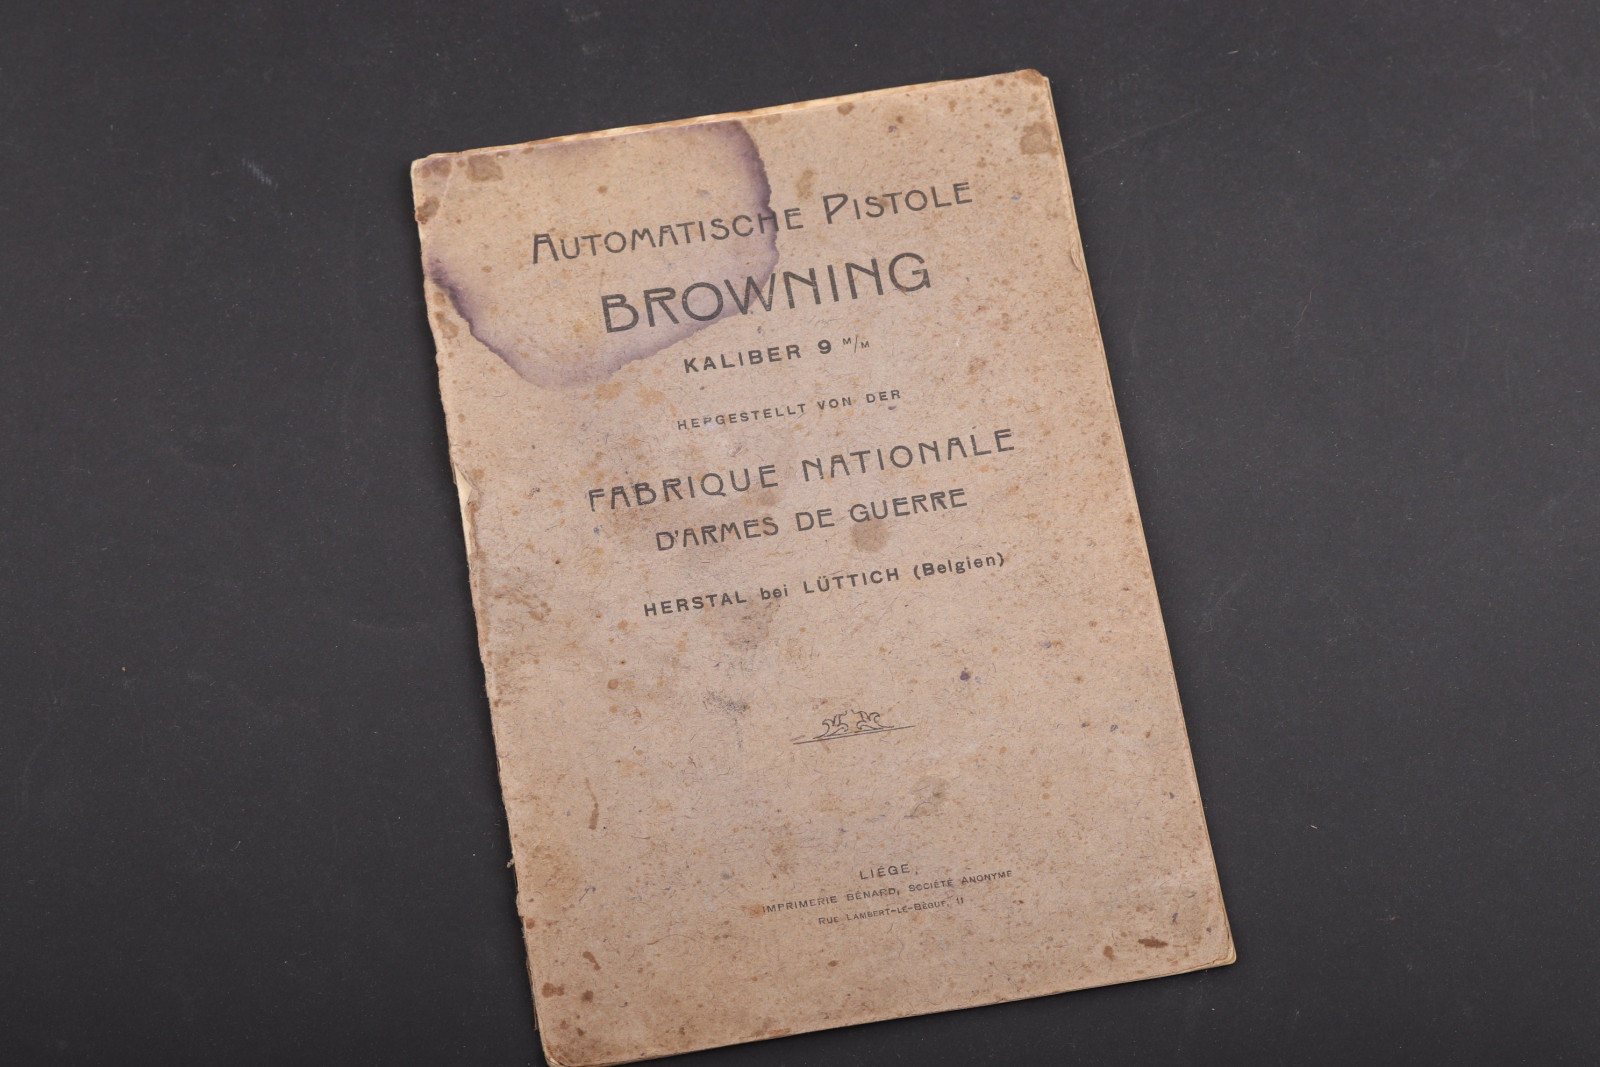 AUTOMATISCHE PISTOLE
BROWNING
KALIBER 9 M/M
HERGESTELLT VON DER
FABRIQUE NATIONALE
D'ARMES DE GUERRE
HERSTAL bei LÜTTICH (Belgien)
LIÉGE,
IMPRIMERIE BÉNARD, SOCIÉTÉ ANONYME
RUE LAMBERT-LE-BÈGUE, 11